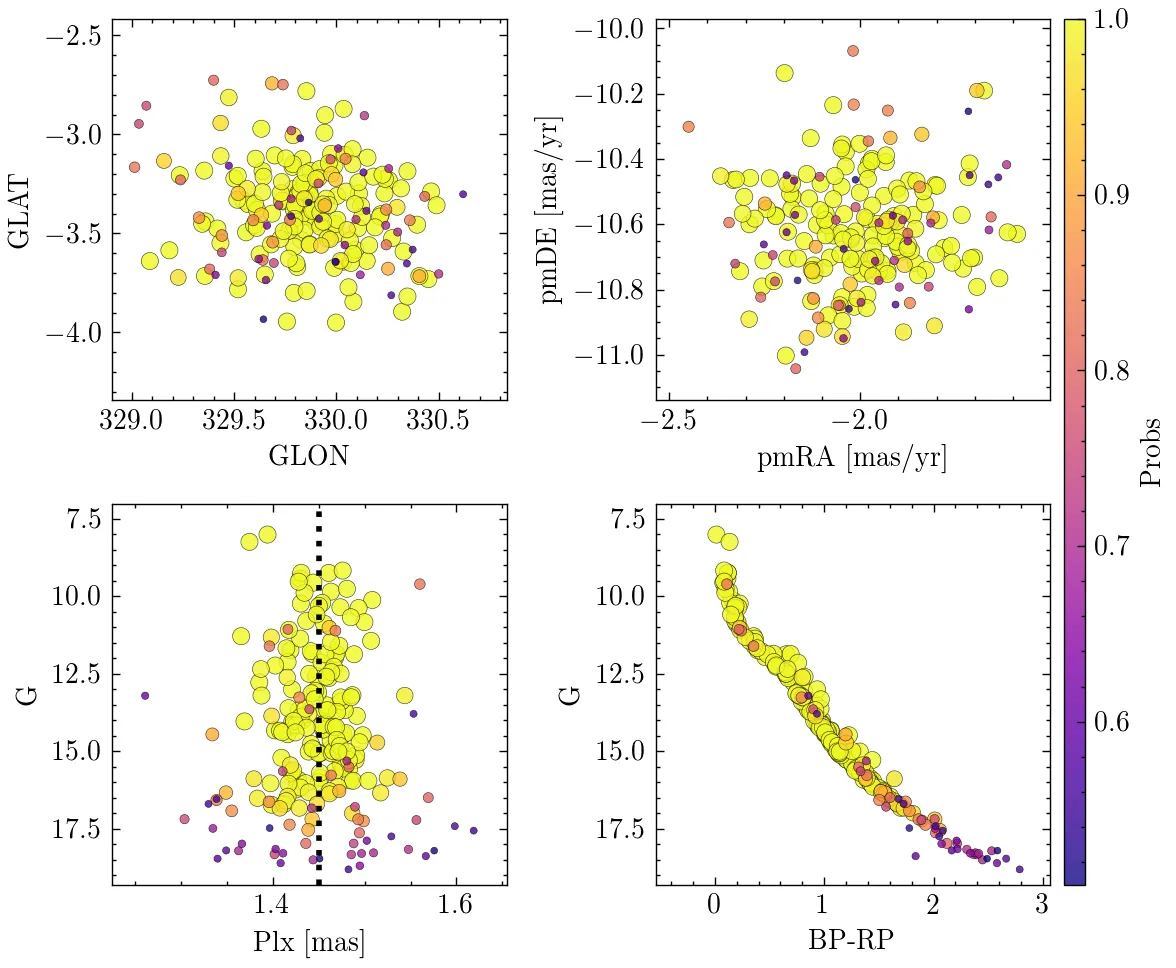 −2.5
−3.0
−3.5
−4.0
GLAT
329.0 329.5 330.0 330.5
GLON
−10.0
−10.2
−10.4
−10.6
−10.8
−11.0
pmDE [mas/yr]
−2.5 −2.0
pmRA [mas/yr]
1.0
0.9
0.8
0.7
0.6
Probs
7.5
10.0
12.5
15.0
17.5
G
1.4 1.6
Plx [mas]
7.5
10.0
12.5
15.0
17.5
G
0 1 2 3
BP-RP